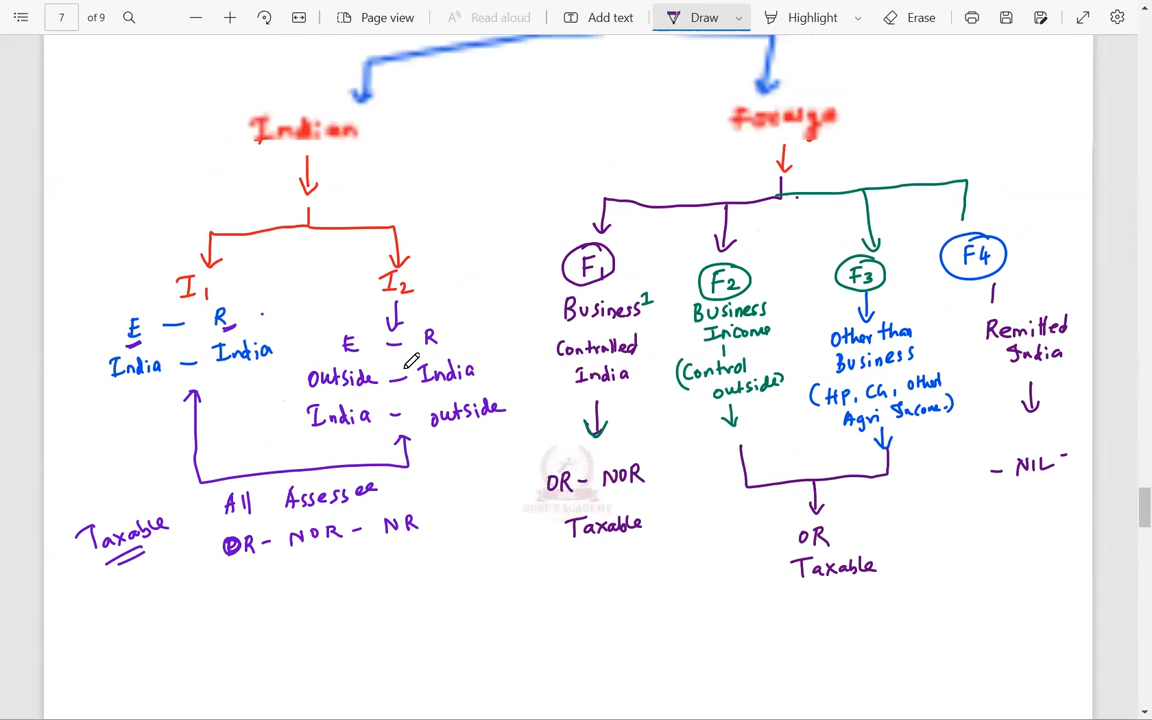 7
of 9
Page view
Read aloud
Add text
Draw
Highlight
Erase
Indian
Foreign
I1
E — R
India — India
I2
E — R
Outside — India
India — outside
All Assessee
OR - NOR - NR
Taxable
F1
Business I
Controlled
India
OR - NOR
Taxable
F2
Business
Income
(Control
outside)
F3
Other than
Business
(HP, CG, other
Agri Income.)
OR
Taxable
F4
Remitted
India
- NIL -
GURU'S ACADEMY